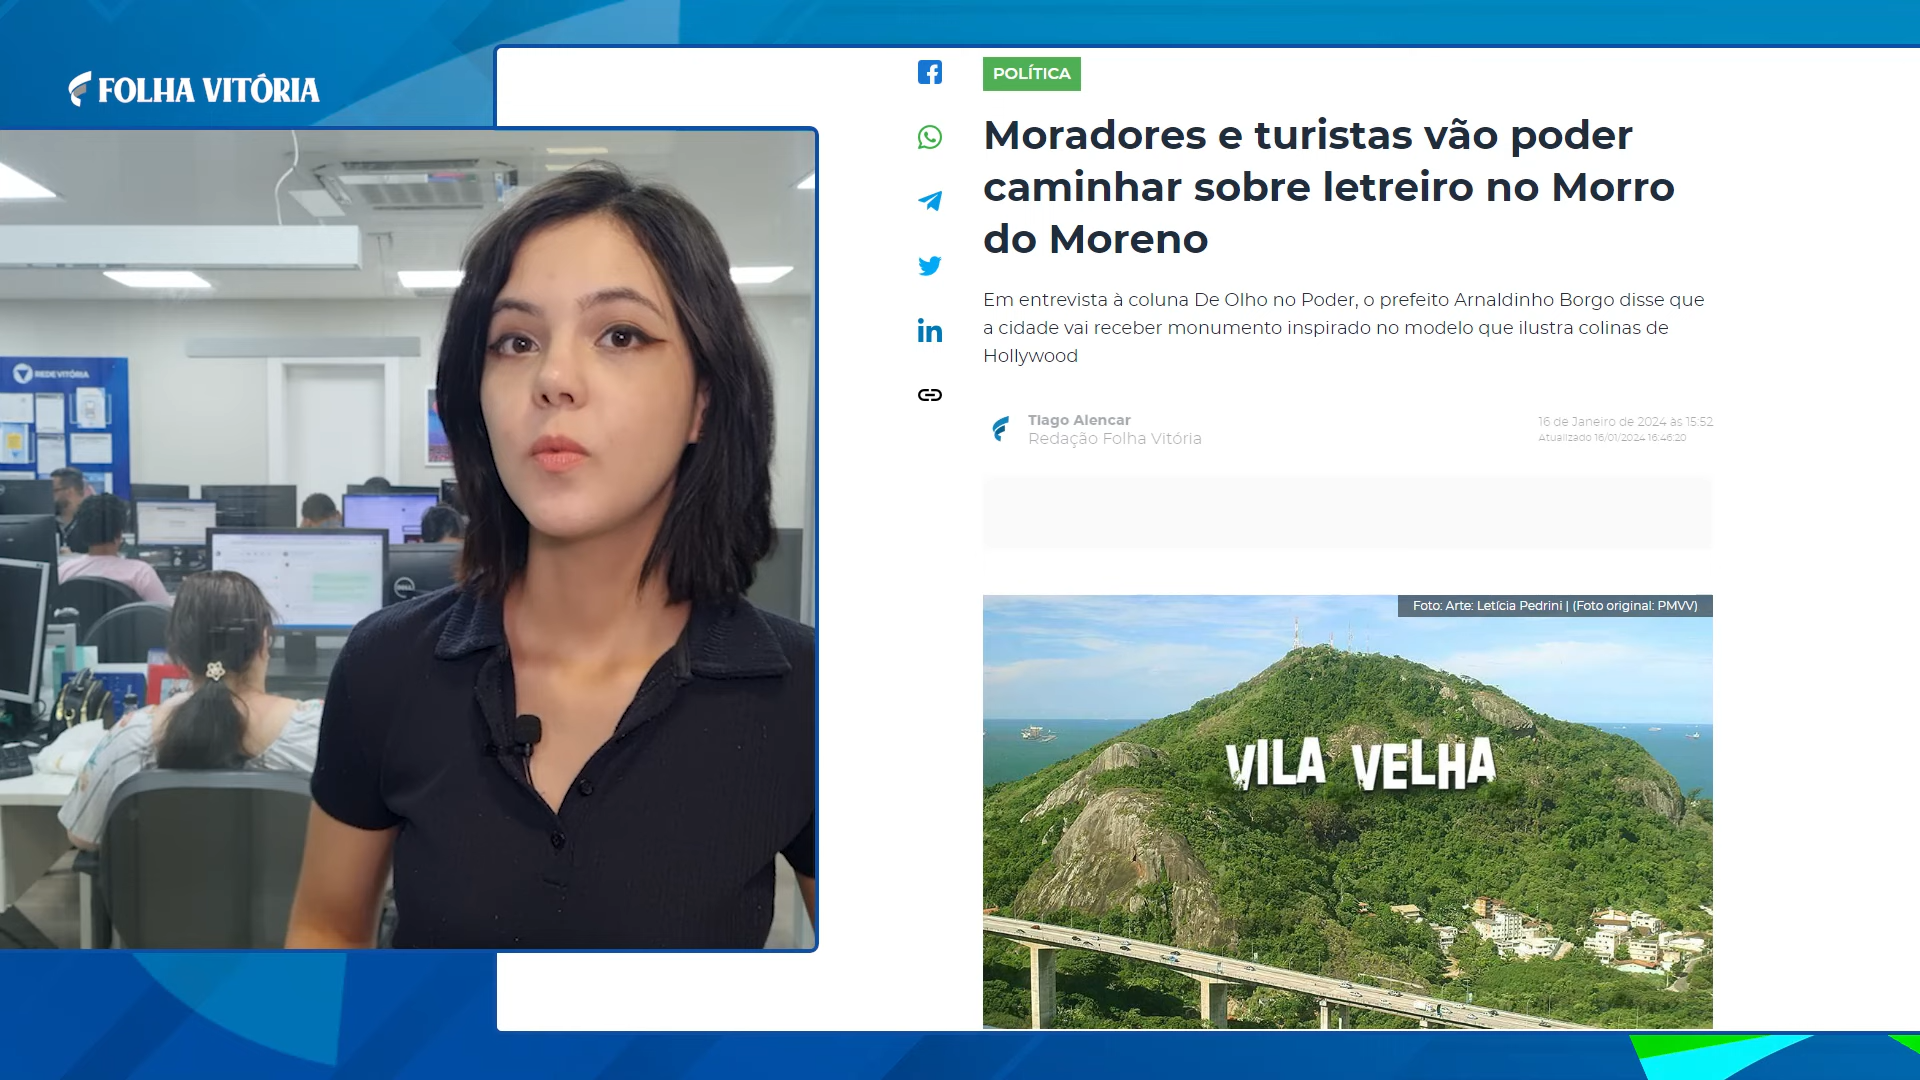 FOLHA VITÓRIA
REDE VITÓRIA
DELL
POLÍTICA
Moradores e turistas vão poder
caminhar sobre letreiro no Morro
do Moreno
Em entrevista à coluna De Olho no Poder, o prefeito Arnaldinho Borgo disse que
a cidade vai receber monumento inspirado no modelo que ilustra colinas de
Hollywood
Tiago Alencar
Redação Folha Vitória
16 de Janeiro de 2024 às 15:52
Atualizado 16/01/2024 16:46:20
Foto: Arte: Letícia Pedrini | (Foto original: PMVV)
VILA VELHA